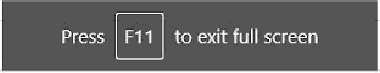 Press F11 to exit full screen